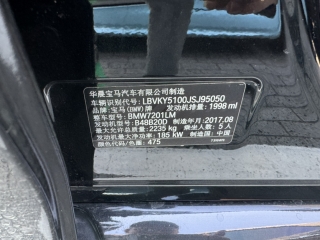 华晨宝马汽车有限公司制造
车辆识别代号: LBVKY5100JSJ95050
品牌: 宝马(BMW)牌 发动机排量: 1998 ml
整车型号: BMW7201LM
发动机型号: B48B20D 制造年月: 2017.08
最大允许总质量: 2235 kg 乘坐人数: 5人
发动机最大净功率: 185 kW 制造国: 中国
颜色代码/色号: 475